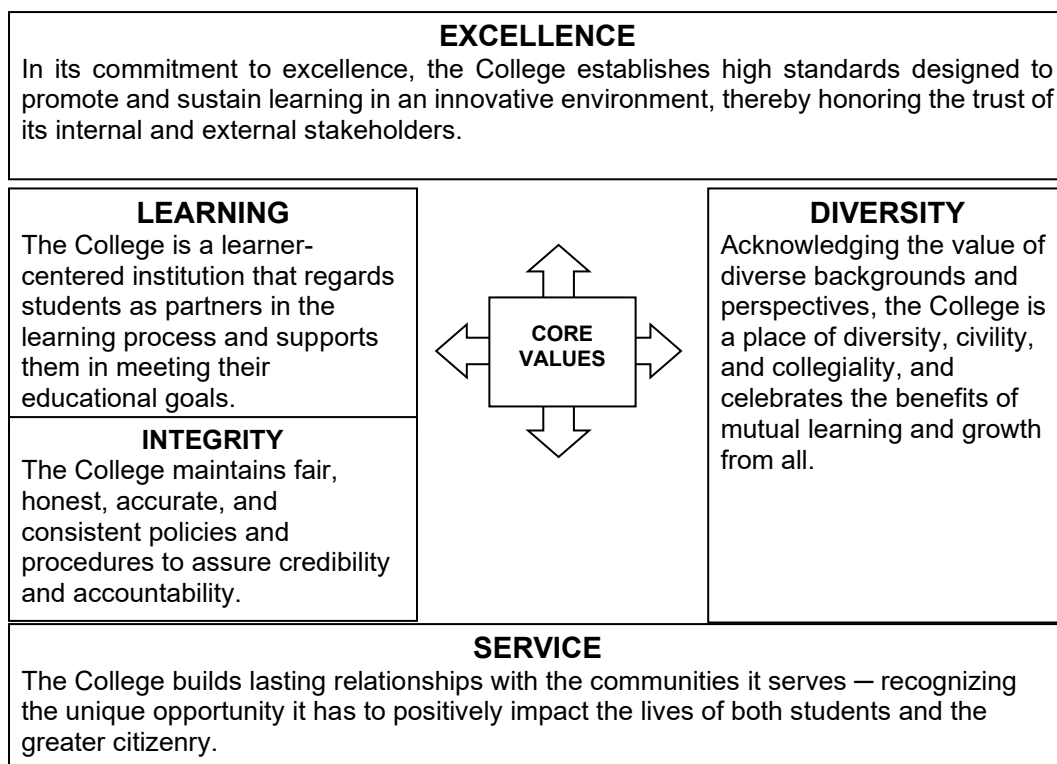 EXCELLENCE
In its commitment to excellence, the College establishes high standards designed to
promote and sustain learning in an innovative environment, thereby honoring the trust of
its internal and external stakeholders.
LEARNING
The College is a learner-
centered institution that regards
students as partners in the
learning process and supports
them in meeting their
educational goals.
INTEGRITY
The College maintains fair,
honest, accurate, and
consistent policies and
procedures to assure credibility
and accountability.
CORE
VALUES
DIVERSITY
Acknowledging the value of
diverse backgrounds and
perspectives, the College is
a place of diversity, civility,
and collegiality, and
celebrates the benefits of
mutual learning and growth
from all.
SERVICE
The College builds lasting relationships with the communities it serves ─ recognizing
the unique opportunity it has to positively impact the lives of both students and the
greater citizenry.